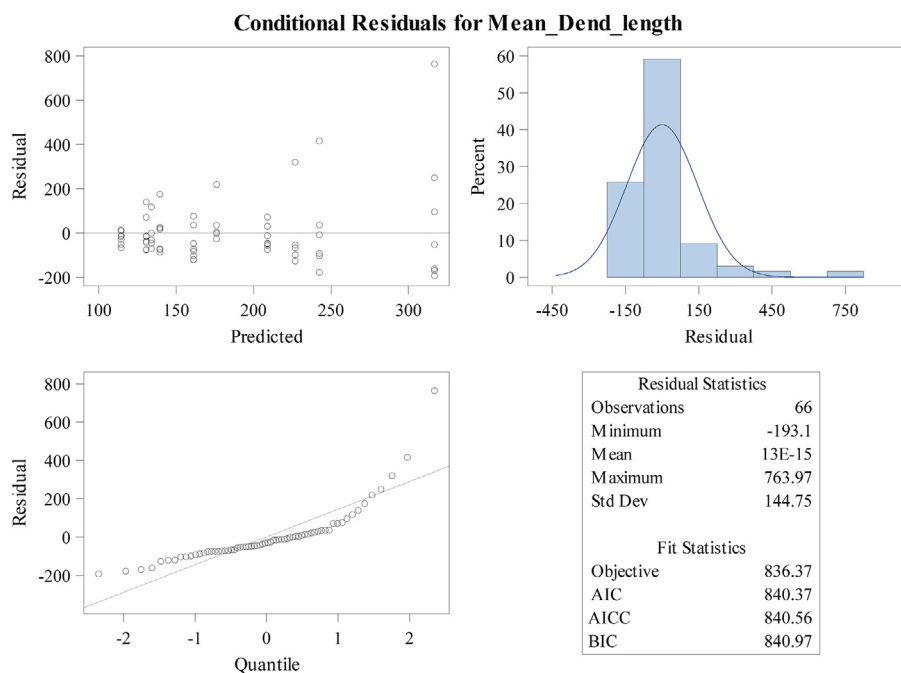 Conditional Residuals for Mean_Dend_length
800
600
400
200
0
-200
Residual
100 150 200 250 300
Predicted
60
50
40
30
20
10
0
Percent
-450 -150 150 450 750
Residual
800
600
400
200
0
-200
Residual
-2 -1 0 1 2
Quantile
Residual Statistics
Observations 66
Minimum -193.1
Mean 13E-15
Maximum 763.97
Std Dev 144.75
Fit Statistics
Objective 836.37
AIC 840.37
AICC 840.56
BIC 840.97